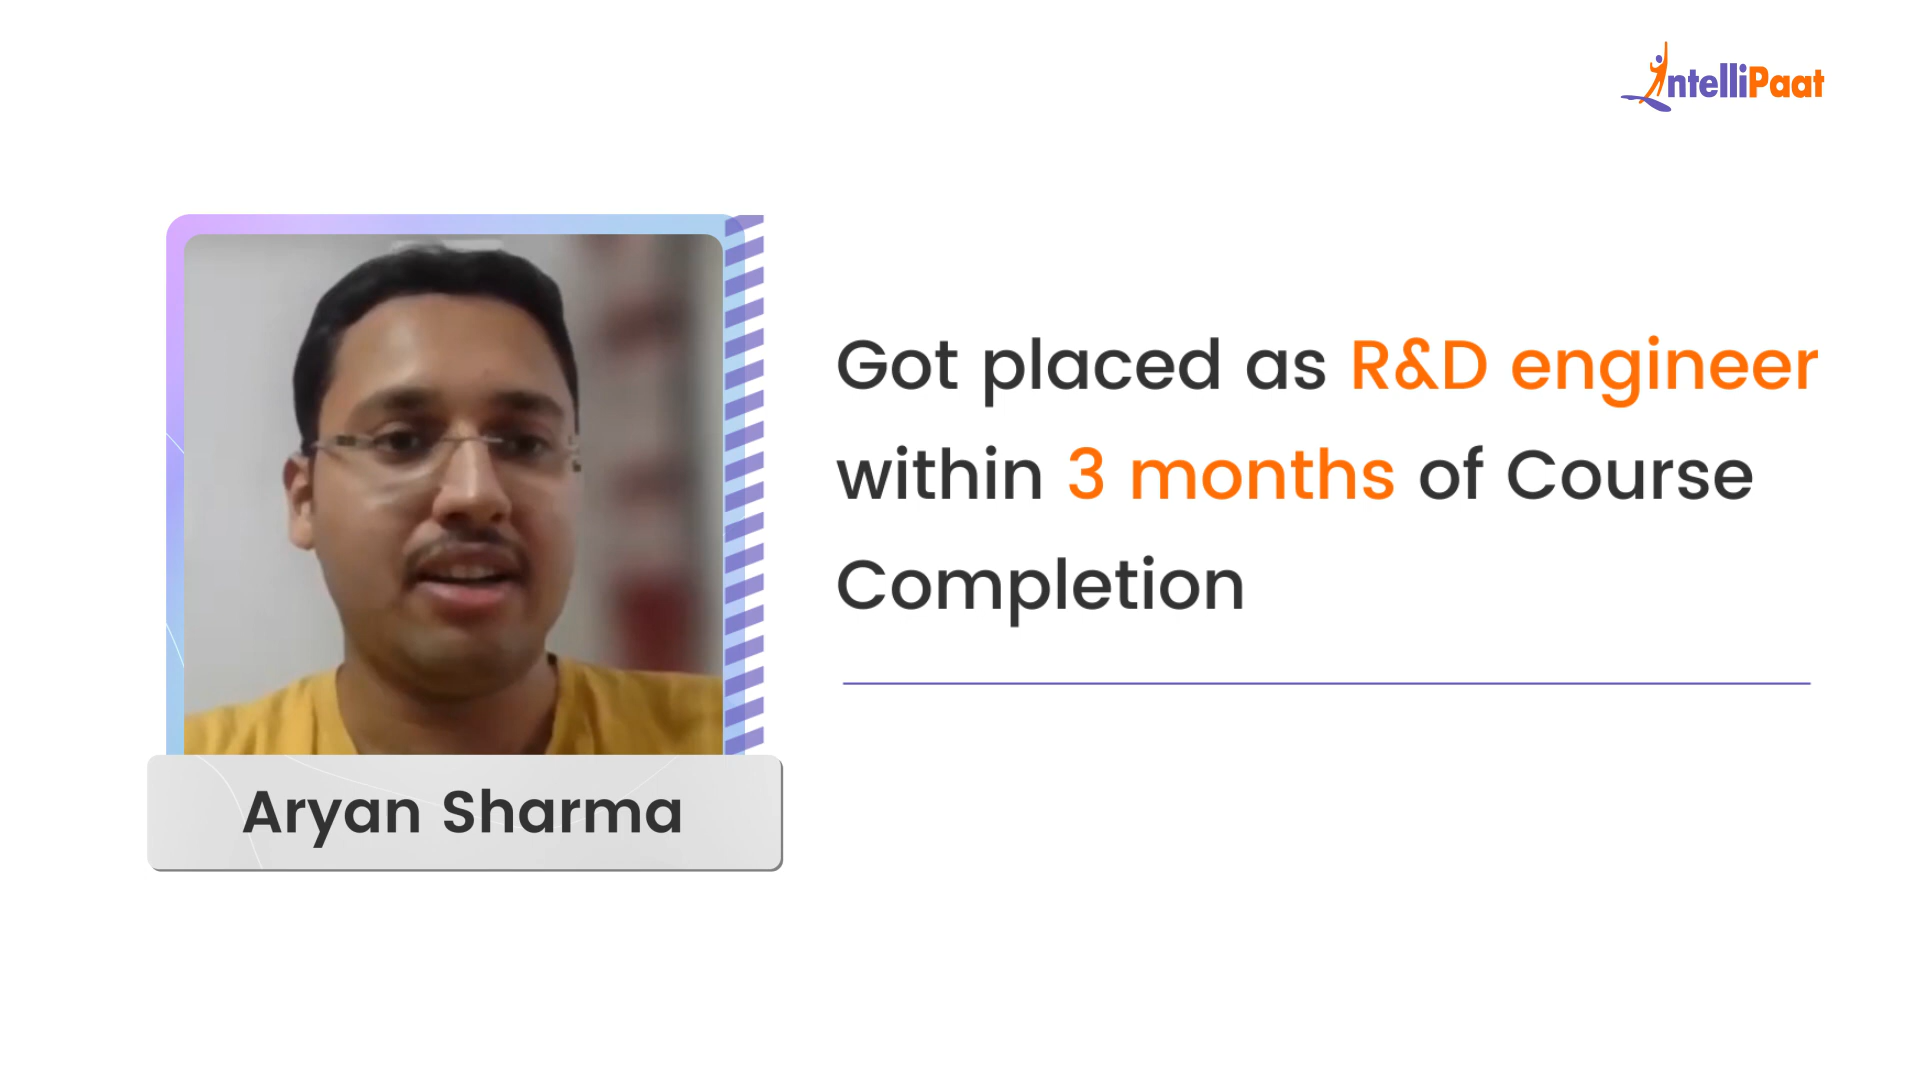 IntelliPaat
Got placed as R&D engineer
within 3 months of Course
Completion
Aryan Sharma